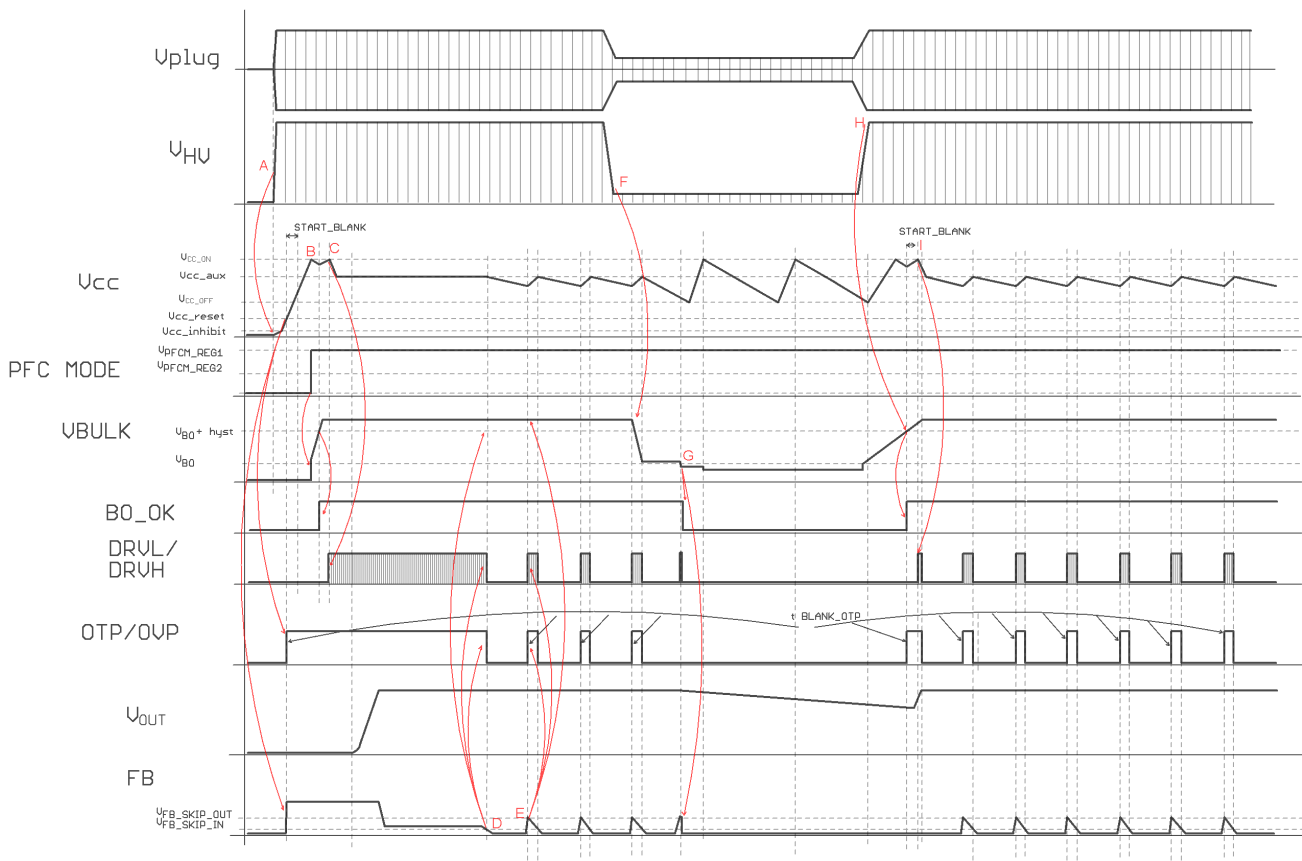 Vplug
VHV
A
F
H
START_BLANK
START_BLANK
B
C
I
Vcc
VCC_ON
Vcc_aux
VCC_OFF
Vcc_reset
Vcc_inhibit
PFC MODE
VPFCM_REG1
VPFCM_REG2
VBULK
VBO + hyst
VBO
G
BO_OK
DRVL/
DRVH
OTP/OVP
t BLANK_OTP
VOUT
FB
VFB_SKIP_OUT
VFB_SKIP_IN
E
D